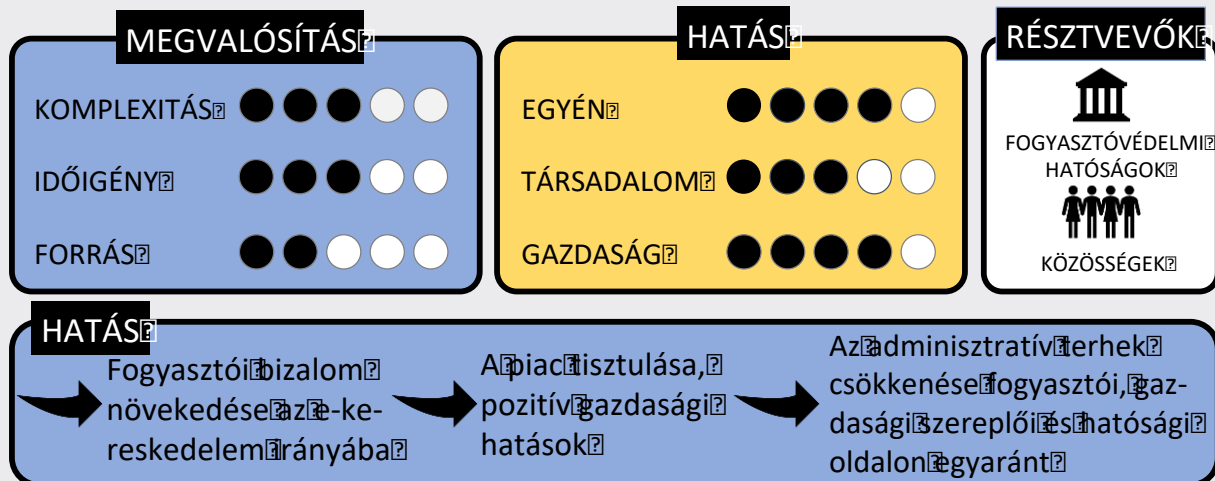 MEGVALÓSÍTÁS
KOMPLEXITÁS
IDŐIGÉNY
FORRÁS
HATÁS
EGYÉN
TÁRSADALOM
GAZDASÁG
RÉSZTVEVŐK
FOGYASZTÓVÉDELMI
HATÓSÁGOK
KÖZÖSSÉGEK
HATÁS
Fogyasztói bizalom
növekedése az e-ke-
reskedelem irányába
A piac tisztulása,
pozitív gazdasági
hatások
Az adminisztratív terhek
csökkenése fogyasztói, gaz-
dasági szereplői és hatósági
oldalon egyaránt